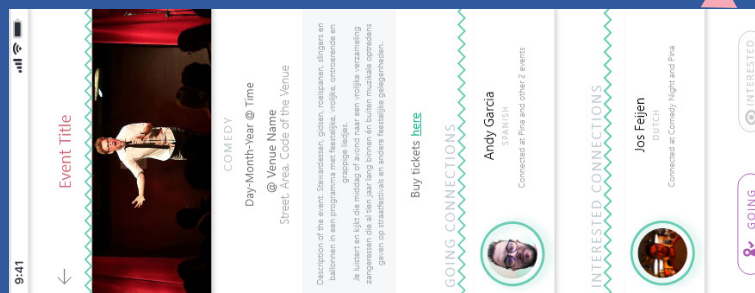 9:41
Event Title
COMEDY
Day-Month-Year @ Time
@ Venue Name
Street, Area, Code of the Venue
Description of the event: Stewardessen, gidsen, roeispanen, slingers en
ballonnen in een programma met feestelijke, vrolijke, ontroerende en
grappige liedjes.
Je luistert en kijkt die middag of avond naar een vrolijke verzameling
zangeressen die al tien jaar lang binnen én buiten muzikale optredens
geven op straatfestivals en andere feestelijke gelegenheden.
Buy tickets here
GOING CONNECTIONS
Andy Garcia
SPANISH
Connected at Pina and other 2 events
INTERESTED CONNECTIONS
Jos Feijen
DUTCH
Connected at Comedy Night and Pina
GOING
INTERESTED